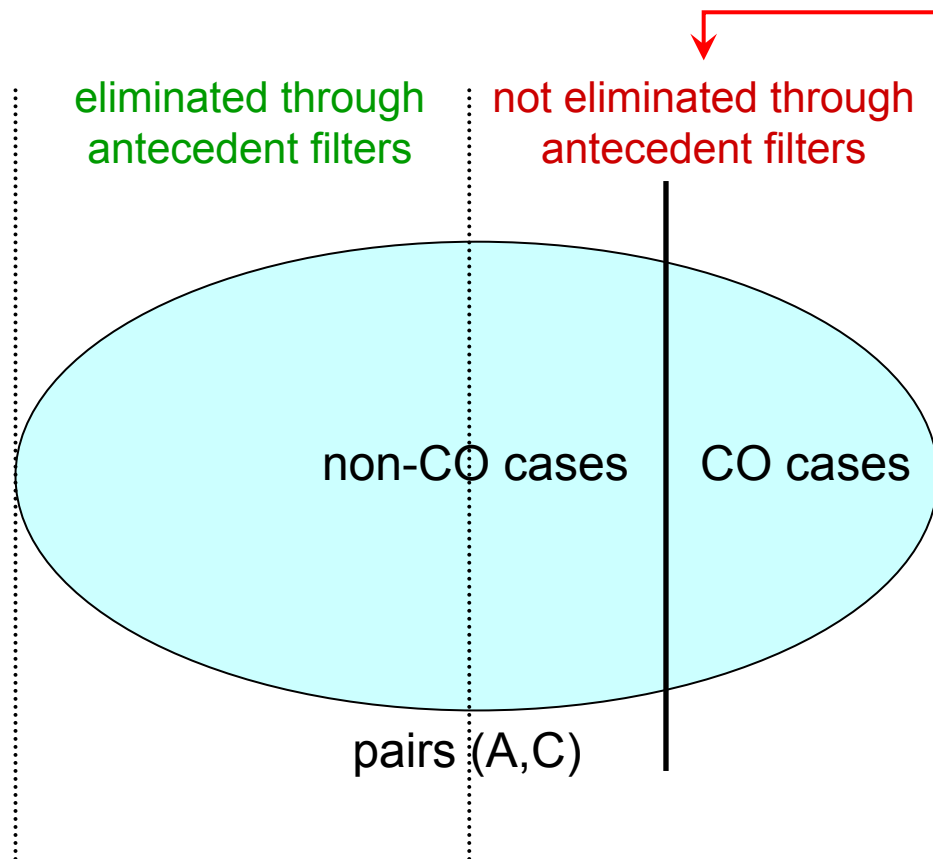 eliminated through
antecedent filters
not eliminated through
antecedent filters
non-CO cases
CO cases
pairs (A,C)